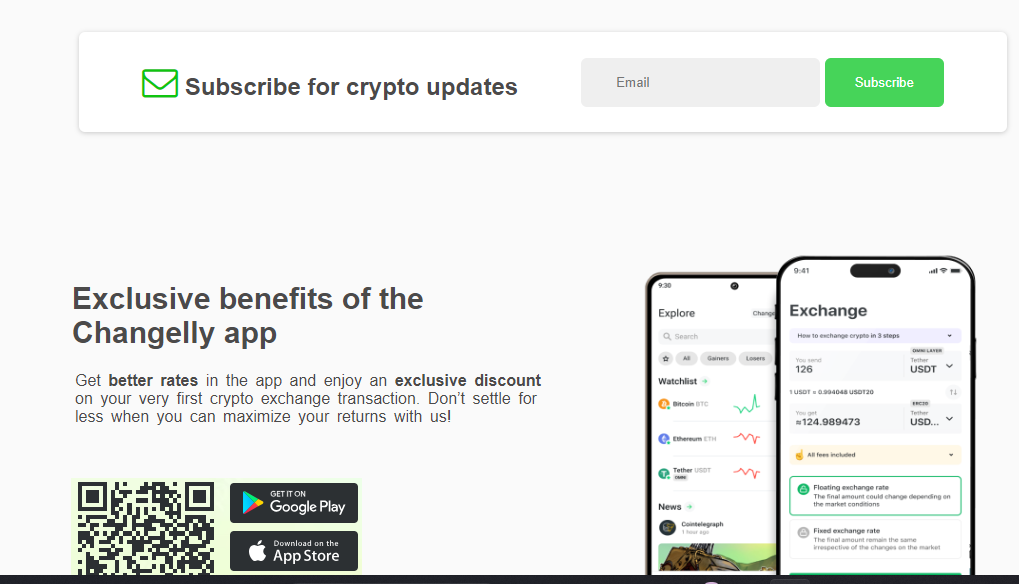 Subscribe for crypto updates
Email
Subscribe
Exclusive benefits of the
Changelly app
Get better rates in the app and enjoy an exclusive discount
on your very first crypto exchange transaction. Don't settle for
less when you can maximize your returns with us!
GET IT ON
Google Play
Download on the
App Store
9:30
Explore
Search
All
Gainers
Losers
Watchlist
Bitcoin BTC
Ethereum ETH
Tether USDT
OMNI
News
Cointelegraph
1 hour ago
9:41
Exchange
How to exchange crypto in 3 steps
You send
126
OMNI LAYER
Tether
USDT
1 USDT = 0.994048 USDT20
You get
≈124.989473
ERC20
Tether
USD...
All fees included
Floating exchange rate
The final amount could change depending on
the market conditions
Fixed exchange rate
The final amount remain the same
irrespective of the changes on the market